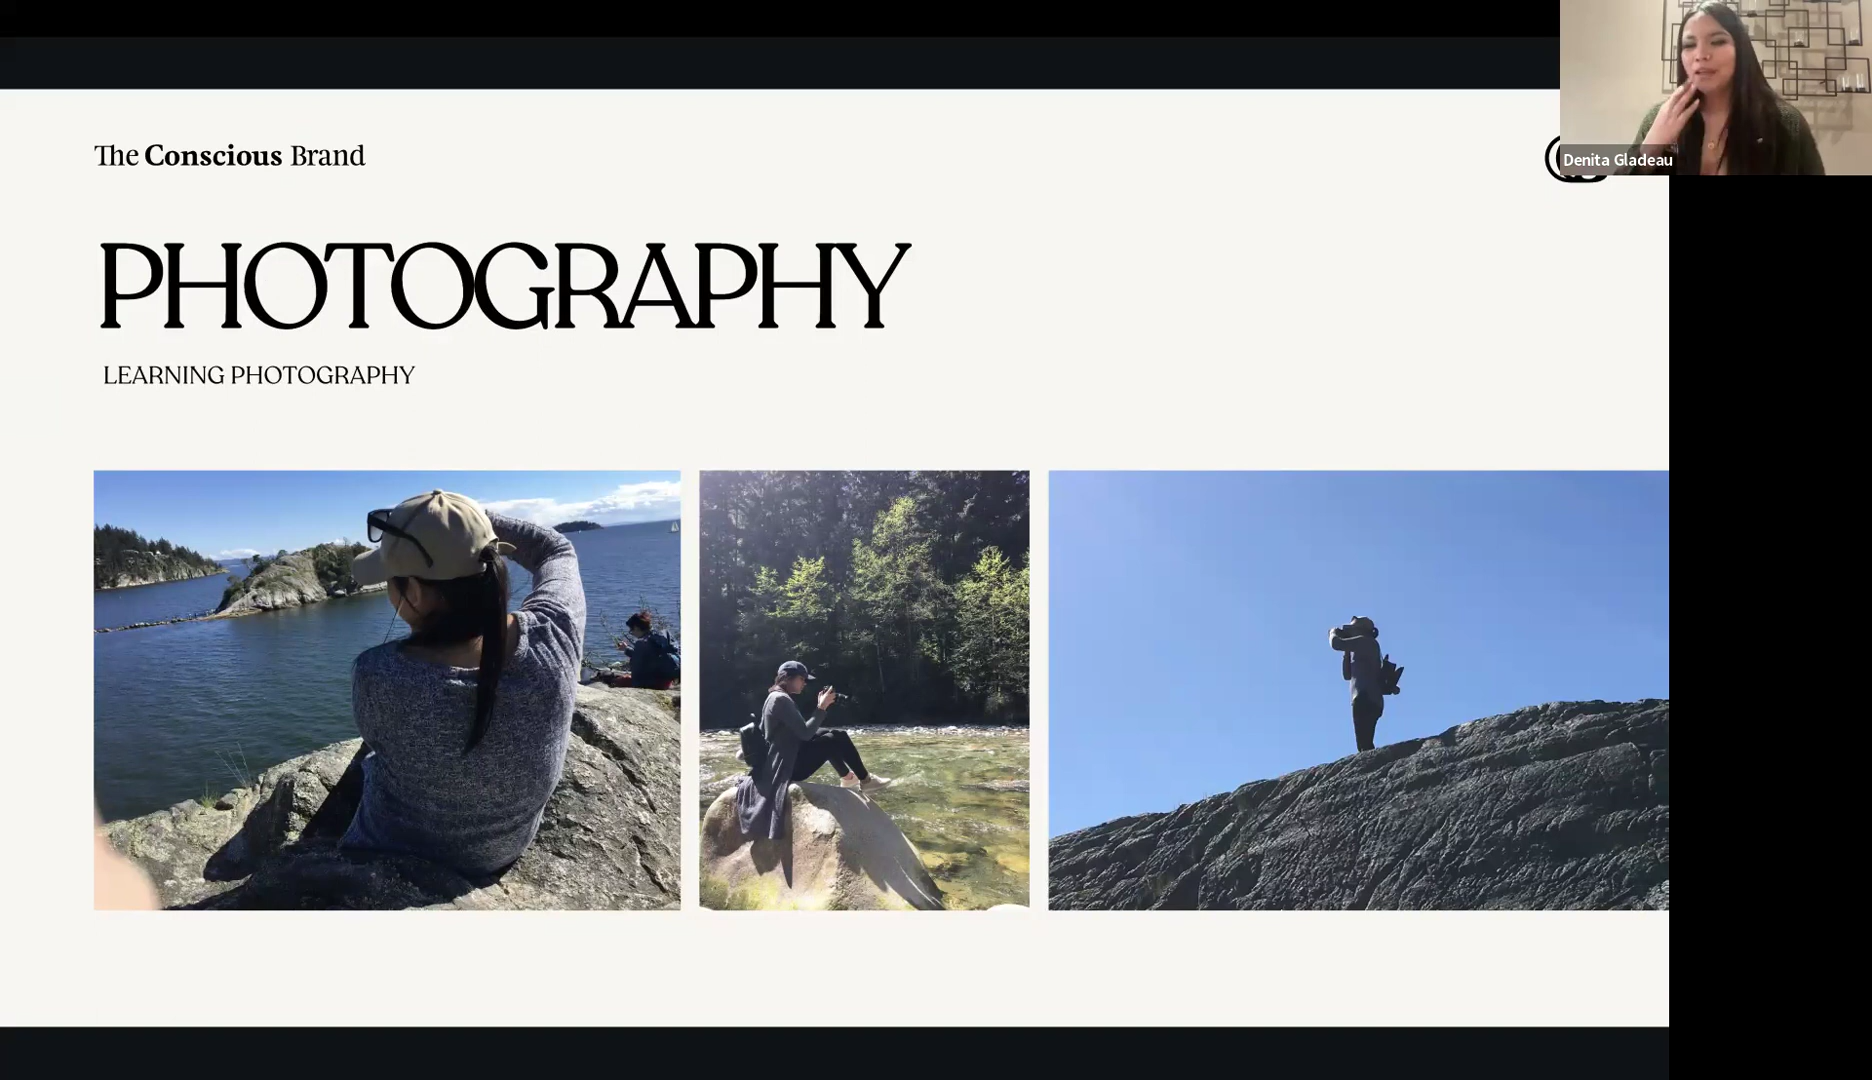 The Conscious Brand
Denita Gladeau
PHOTOGRAPHY
LEARNING PHOTOGRAPHY